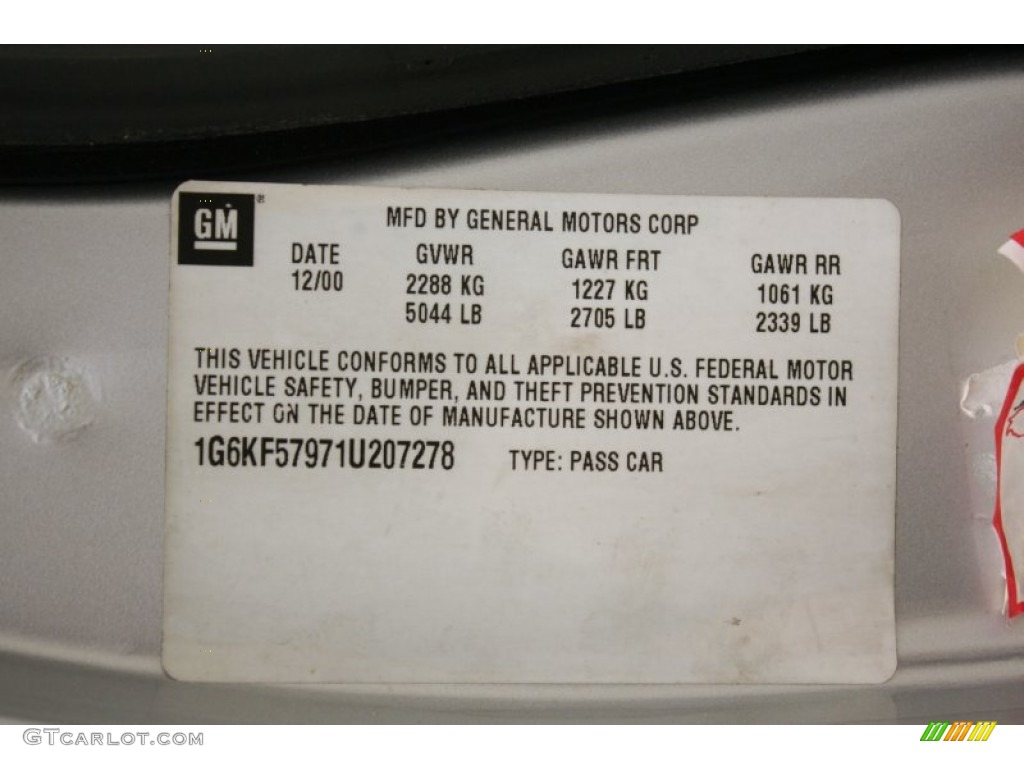 GM ®
MFD BY GENERAL MOTORS CORP
DATE GVWR GAWR FRT GAWR RR
12/00 2288 KG 1227 KG 1061 KG
5044 LB 2705 LB 2339 LB
THIS VEHICLE CONFORMS TO ALL APPLICABLE U.S. FEDERAL MOTOR
VEHICLE SAFETY, BUMPER, AND THEFT PREVENTION STANDARDS IN
EFFECT ON THE DATE OF MANUFACTURE SHOWN ABOVE.
1G6KF57971U207278 TYPE: PASS CAR
GTCARLOT.COM